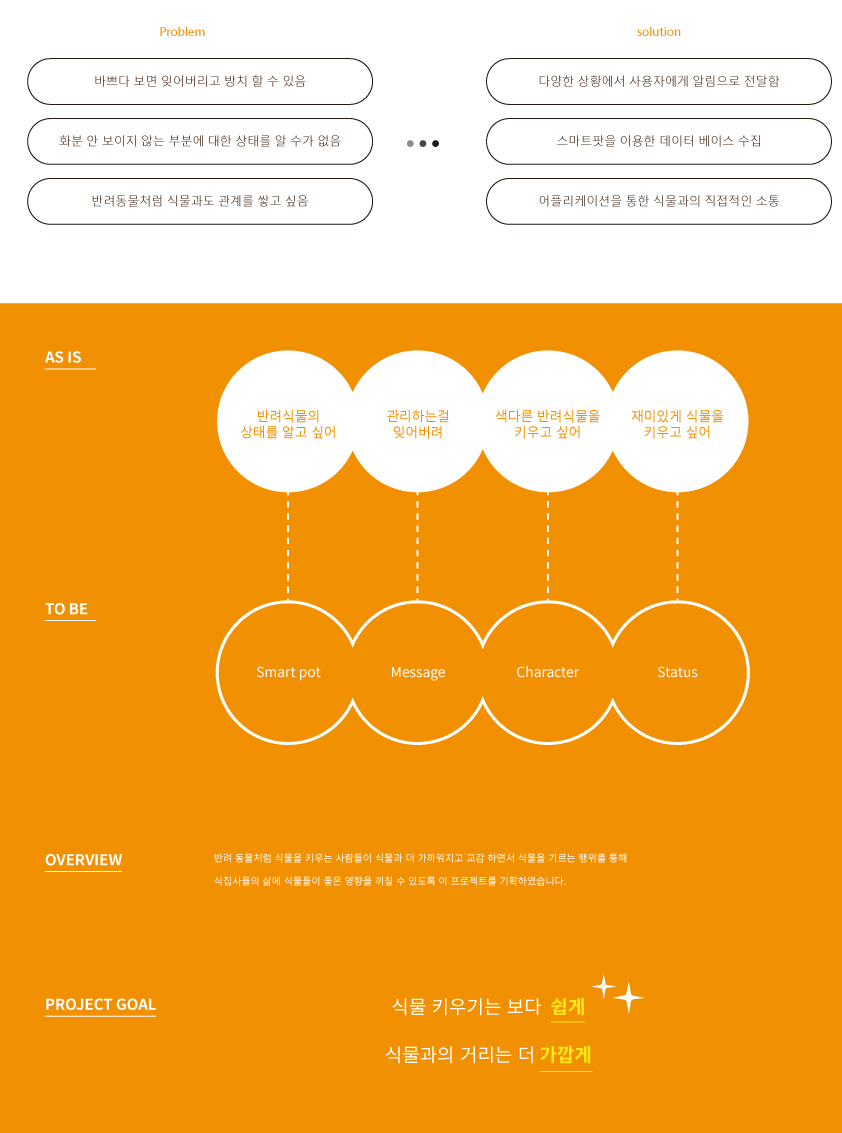 Problem
바쁘다 보면 잊어버리고 방치 할 수 있음
화분 안 보이지 않는 부분에 대한 상태를 알 수가 없음
반려동물처럼 식물과도 관계를 쌓고 싶음
solution
다양한 상황에서 사용자에게 알림으로 전달함
스마트팟을 이용한 데이터 베이스 수집
어플리케이션을 통한 식물과의 직접적인 소통
AS IS
반려식물의
상태를 알고 싶어
관리하는걸
잊어버려
색다른 반려식물을
키우고 싶어
재미있게 식물을
키우고 싶어
TO BE
Smart pot
Message
Character
Status
OVERVIEW
반려 동물처럼 식물을 키우는 사람들이 식물과 더 가까워지고 교감 하면서 식물을 기르는 행위를 통해
식집사들의 삶에 식물들이 좋은 영향을 끼칠 수 있도록 이 프로젝트를 기획하였습니다.
PROJECT GOAL
식물 키우기는 보다 쉽게
식물과의 거리는 더 가깝게